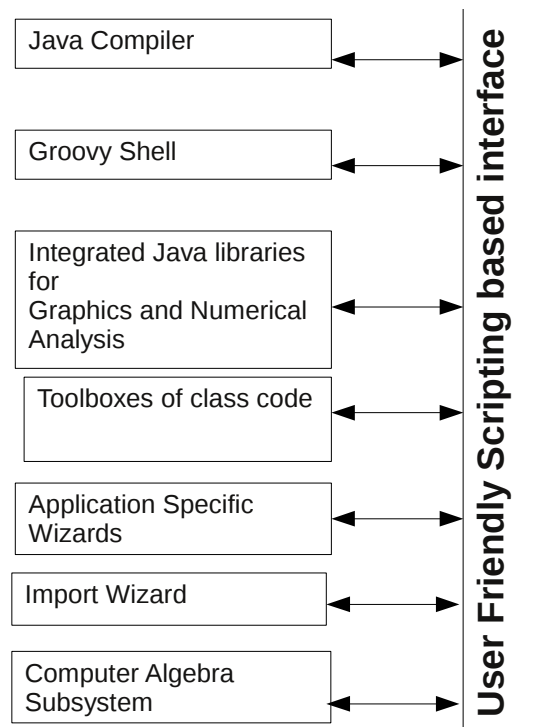 Java Compiler
Groovy Shell
Integrated Java libraries
for
Graphics and Numerical
Analysis
Toolboxes of class code
Application Specific
Wizards
Import Wizard
Computer Algebra
Subsystem
User Friendly Scripting based interface